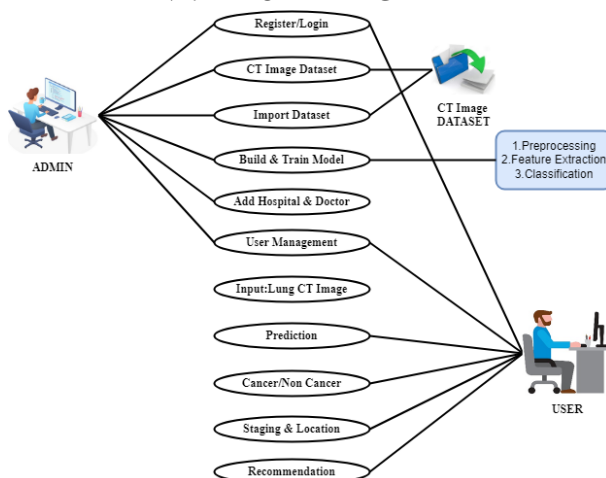 Register/Login
CT Image Dataset
Import Dataset
Build & Train Model
Add Hospital & Doctor
User Management
Input:Lung CT Image
Prediction
Cancer/Non Cancer
Staging & Location
Recommendation
ADMIN
CT Image
DATASET
1.Preprocessing
2.Feature Extraction
3.Classification
USER